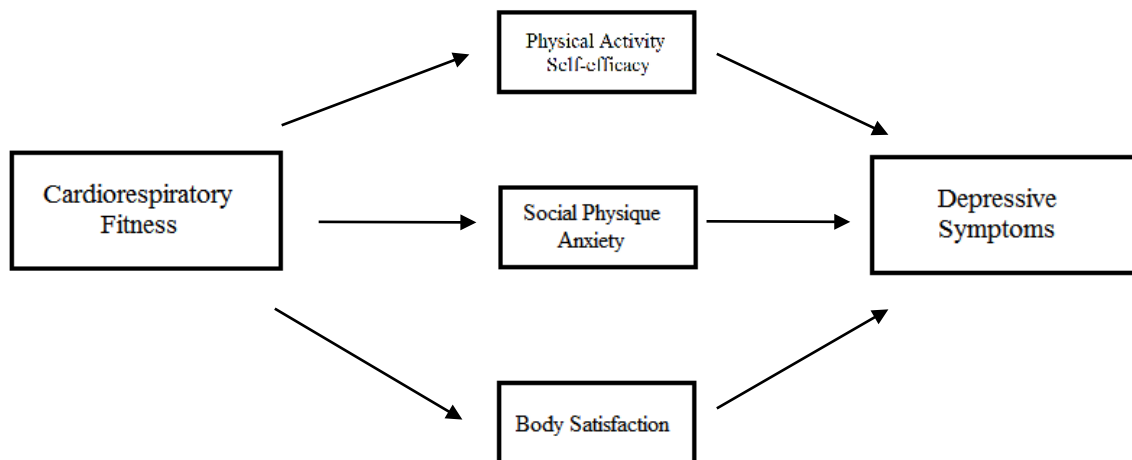 Physical Activity
Self-efficacy
Cardiorespiratory
Fitness
Social Physique
Anxiety
Depressive
Symptoms
Body Satisfaction